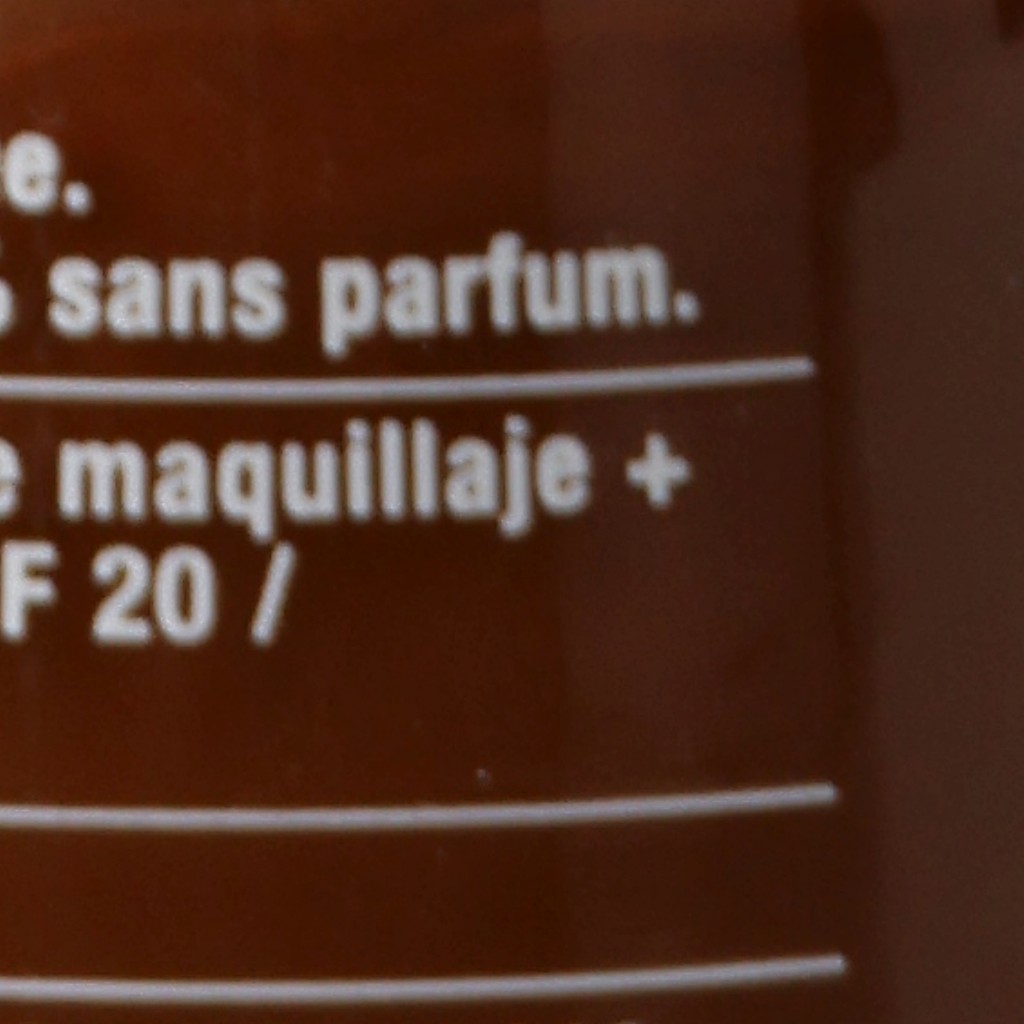 e.
% sans parfum.
e maquillaje +
F 20 /